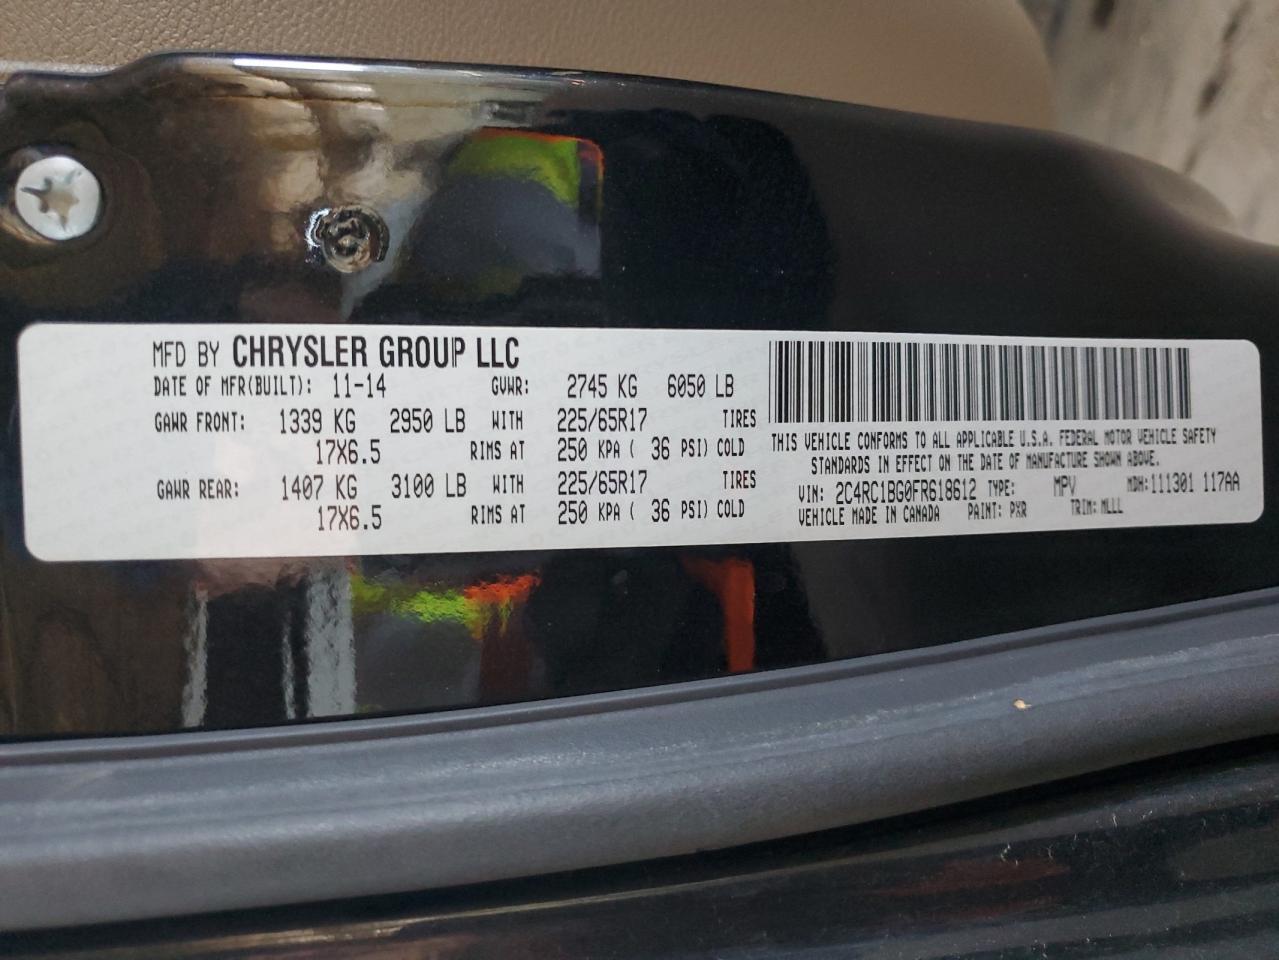 MFD BY CHRYSLER GROUP LLC
DATE OF MFR(BUILT): 11-14 GVWR: 2745 KG 6050 LB
GAWR FRONT: 1339 KG 2950 LB WITH 225/65R17 TIRES
17X6.5 RIMS AT 250 KPA ( 36 PSI) COLD
GAWR REAR: 1407 KG 3100 LB WITH 225/65R17 TIRES
17X6.5 RIMS AT 250 KPA ( 36 PSI) COLD
THIS VEHICLE CONFORMS TO ALL APPLICABLE U.S.A. FEDERAL MOTOR VEHICLE SAFETY
STANDARDS IN EFFECT ON THE DATE OF MANUFACTURE SHOWN ABOVE.
VIN: 2C4RC1BG0FR618612 TYPE: MPV MDH:111301 117AA
VEHICLE MADE IN CANADA PAINT: PXR TRIM: MLLL